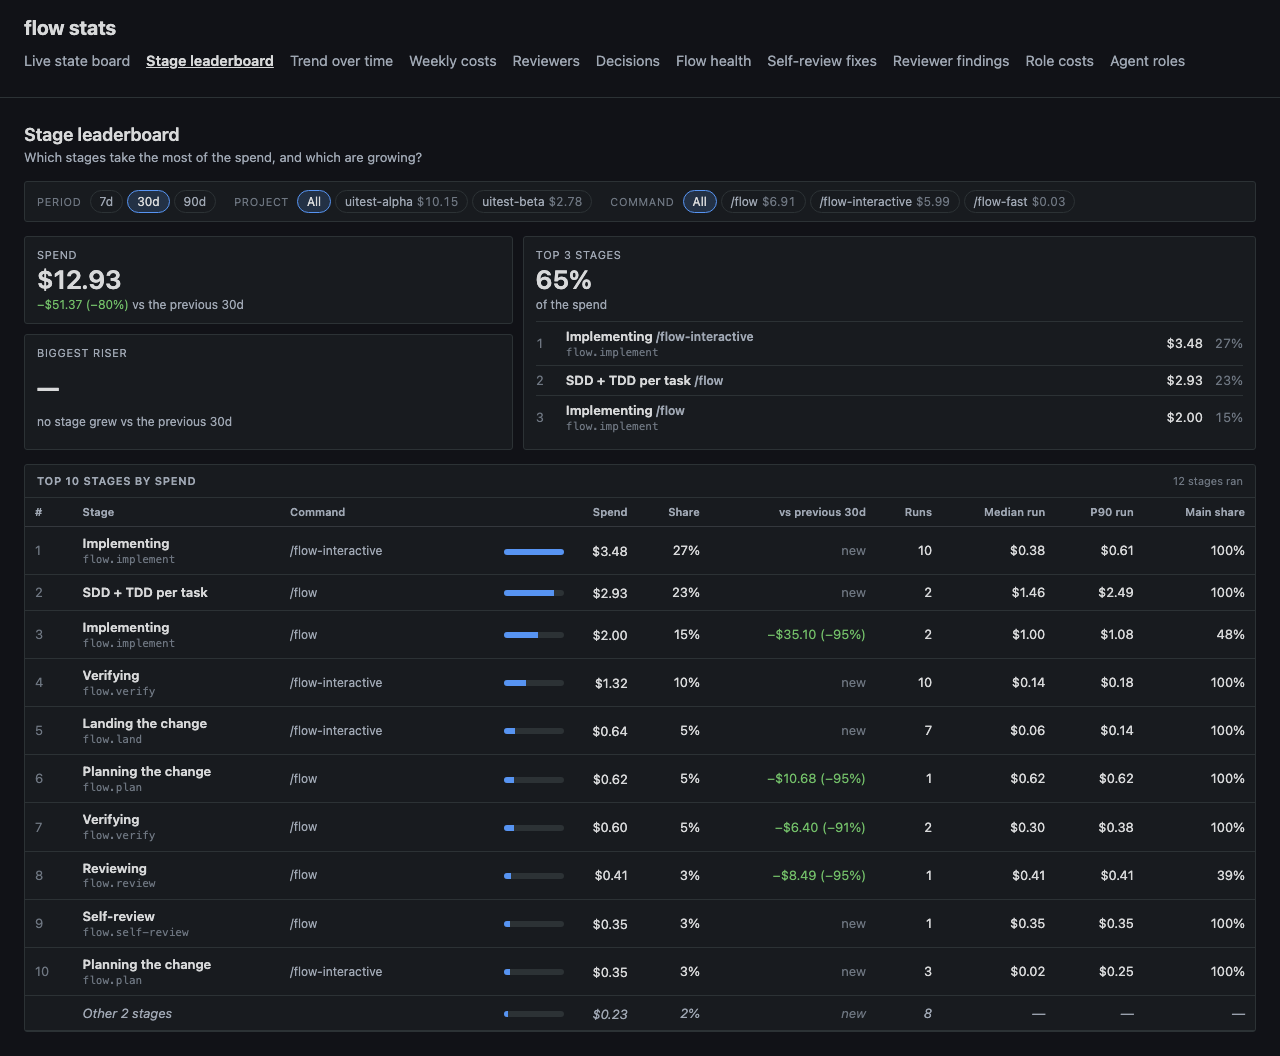 flow stats
Live state board Stage leaderboard Trend over time Weekly costs Reviewers Decisions Flow health Self-review fixes Reviewer findings Role costs Agent roles
Stage leaderboard
Which stages take the most of the spend, and which are growing?
PERIOD 7d 30d 90d PROJECT All uitest-alpha $10.15 uitest-beta $2.78 COMMAND All /flow $6.91 /flow-interactive $5.99 /flow-fast $0.03
SPEND
$12.93
−$51.37 (−80%) vs the previous 30d
BIGGEST RISER
—
no stage grew vs the previous 30d
TOP 3 STAGES
65%
of the spend
1 Implementing /flow-interactive $3.48 27%
flow.implement
2 SDD + TDD per task /flow $2.93 23%
3 Implementing /flow $2.00 15%
flow.implement
TOP 10 STAGES BY SPEND 12 stages ran
# Stage Command Spend Share vs previous 30d Runs Median run P90 run Main share
1 Implementing /flow-interactive $3.48 27% new 10 $0.38 $0.61 100%
flow.implement
2 SDD + TDD per task /flow $2.93 23% new 2 $1.46 $2.49 100%
3 Implementing /flow $2.00 15% −$35.10 (−95%) 2 $1.00 $1.08 48%
flow.implement
4 Verifying /flow-interactive $1.32 10% new 10 $0.14 $0.18 100%
flow.verify
5 Landing the change /flow-interactive $0.64 5% new 7 $0.06 $0.14 100%
flow.land
6 Planning the change /flow $0.62 5% −$10.68 (−95%) 1 $0.62 $0.62 100%
flow.plan
7 Verifying /flow $0.60 5% −$6.40 (−91%) 2 $0.30 $0.38 100%
flow.verify
8 Reviewing /flow $0.41 3% −$8.49 (−95%) 1 $0.41 $0.41 39%
flow.review
9 Self-review /flow $0.35 3% new 1 $0.35 $0.35 100%
flow.self-review
10 Planning the change /flow-interactive $0.35 3% new 3 $0.02 $0.25 100%
flow.plan
Other 2 stages $0.23 2% new 8 — — —